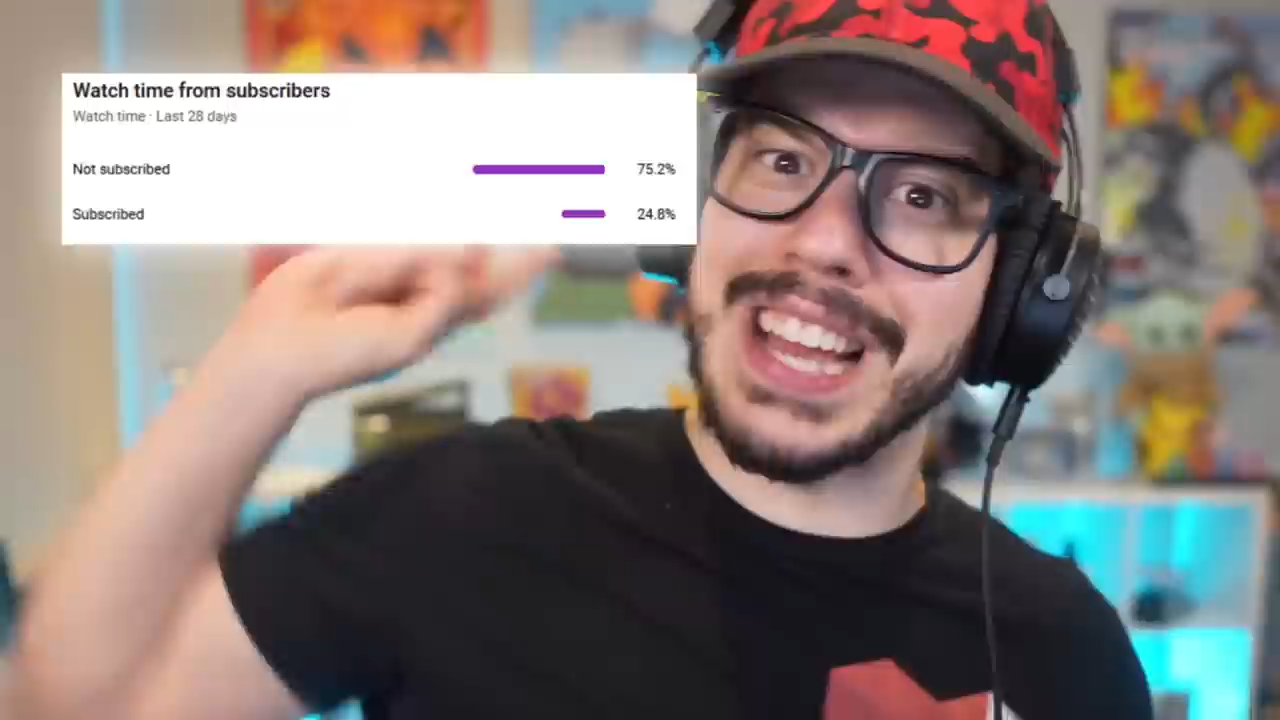 Watch time from subscribers
Watch time · Last 28 days
Not subscribed 75.2%
Subscribed 24.8%